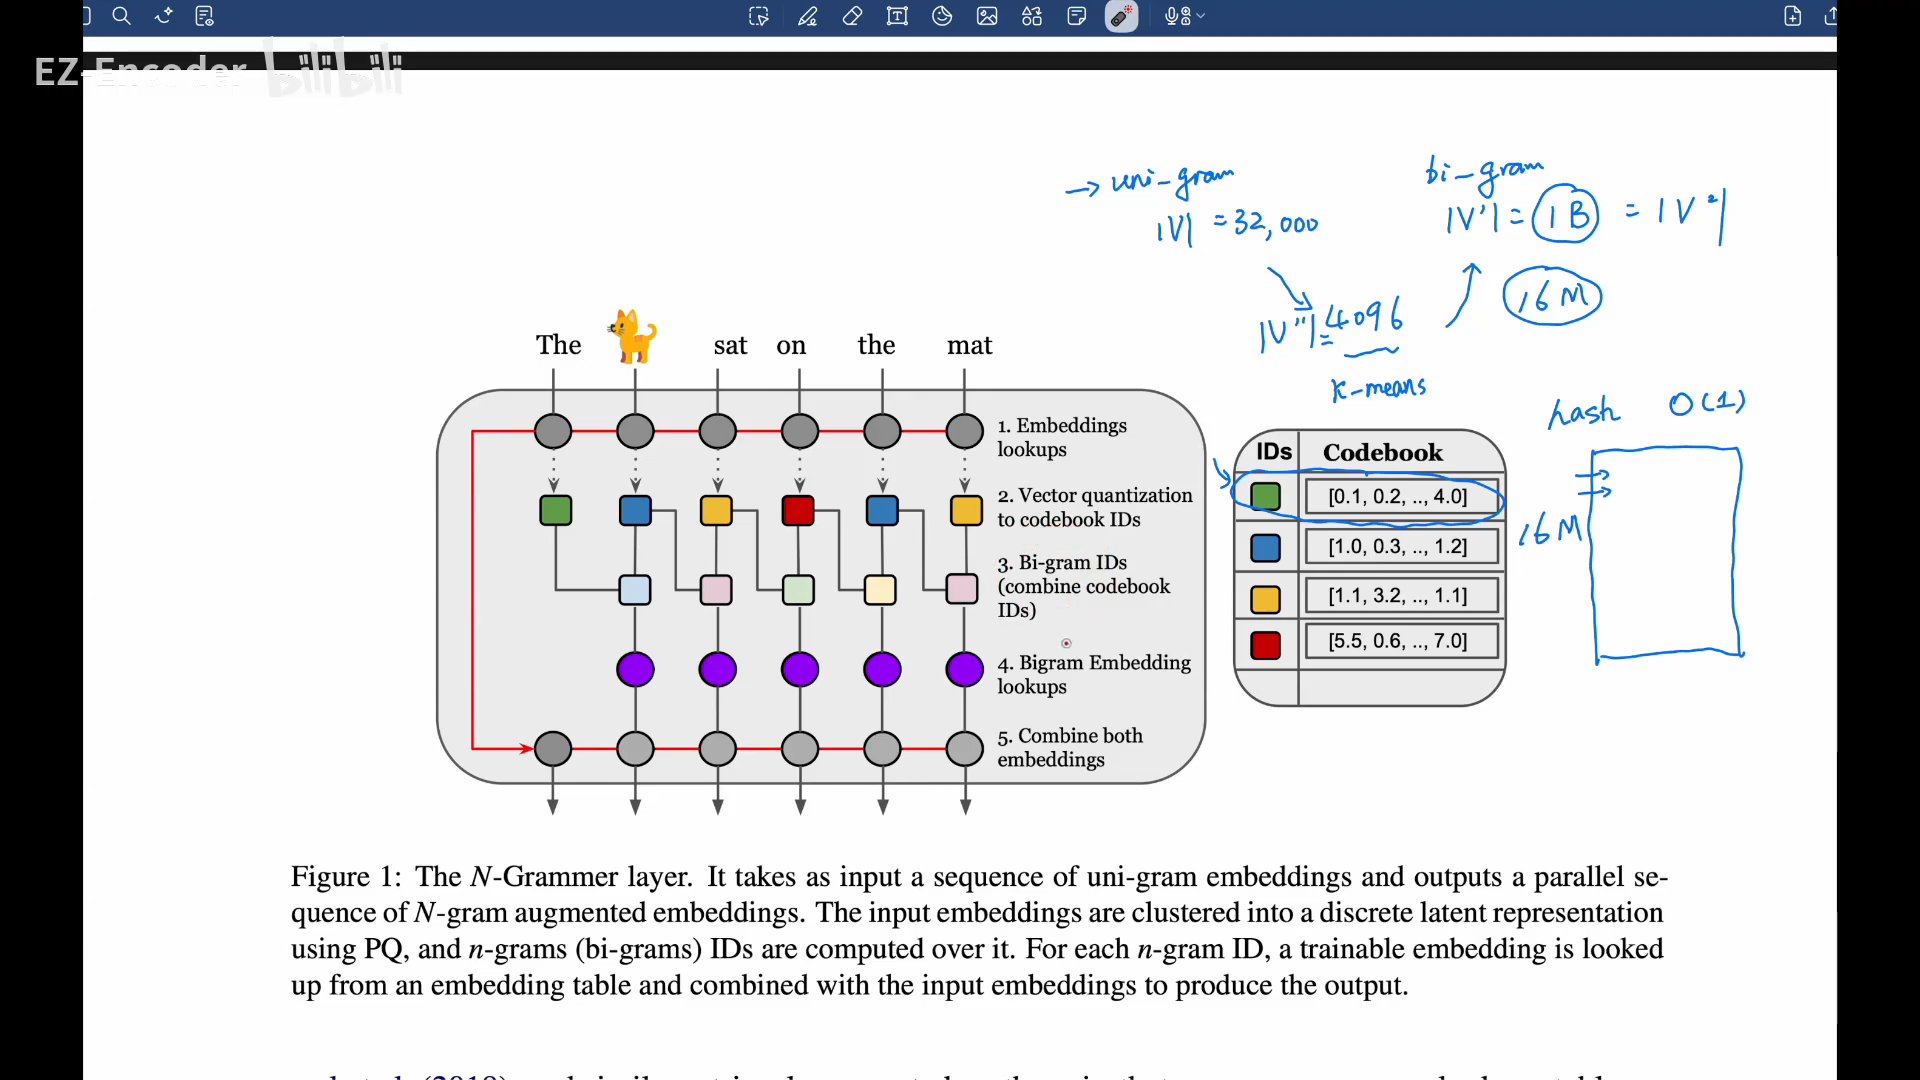 EZ-Encoder bilibili
→ uni-gram
|V| = 32,000
bi-gram
|V'| = 1B = |V²|
16M
|V''| = 4096
k-means
hash O(1)
16M
The sat on the mat
1. Embeddings
lookups
2. Vector quantization
to codebook IDs
3. Bi-gram IDs
(combine codebook
IDs)
4. Bigram Embedding
lookups
5. Combine both
embeddings
IDs Codebook
[0.1, 0.2, .., 4.0]
[1.0, 0.3, .., 1.2]
[1.1, 3.2, .., 1.1]
[5.5, 0.6, .., 7.0]
Figure 1: The N-Grammer layer. It takes as input a sequence of uni-gram embeddings and outputs a parallel se-
quence of N-gram augmented embeddings. The input embeddings are clustered into a discrete latent representation
using PQ, and n-grams (bi-grams) IDs are computed over it. For each n-gram ID, a trainable embedding is looked
up from an embedding table and combined with the input embeddings to produce the output.